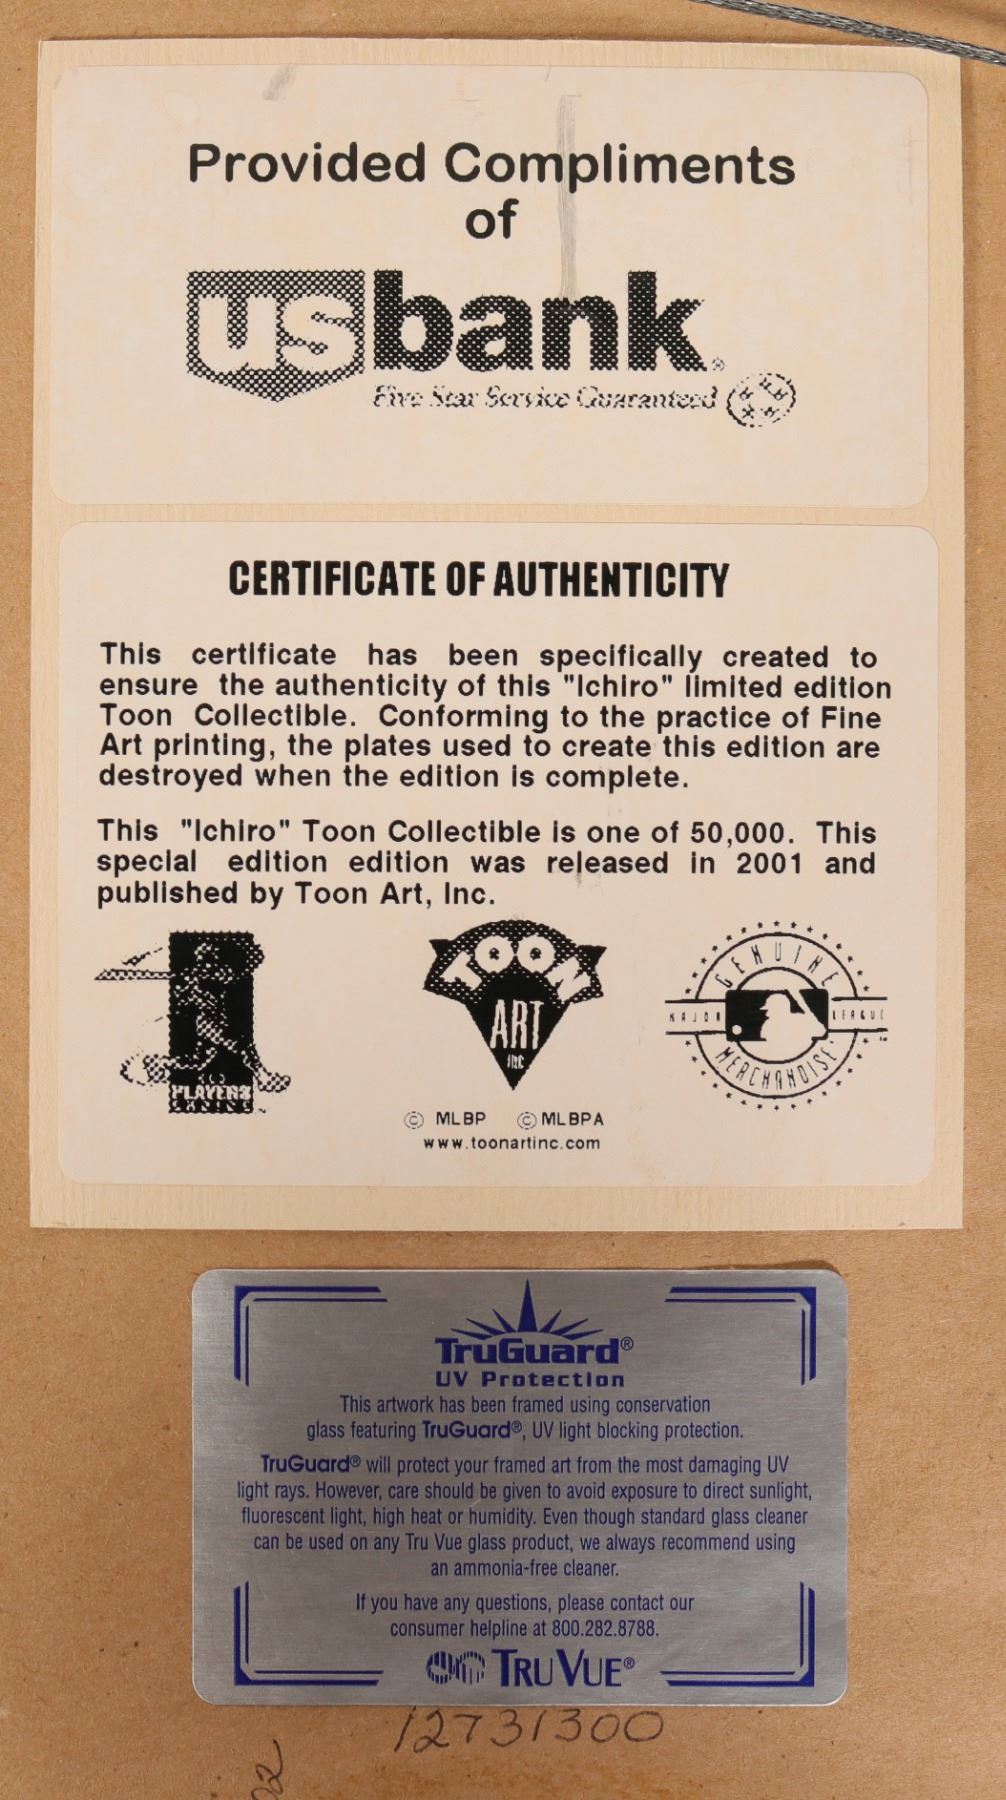 Provided Compliments
of
usbank®
Five Star Service Guaranteed
CERTIFICATE OF AUTHENTICITY
This certificate has been specifically created to
ensure the authenticity of this "Ichiro" limited edition
Toon Collectible. Conforming to the practice of Fine
Art printing, the plates used to create this edition are
destroyed when the edition is complete.
This "Ichiro" Toon Collectible is one of 50,000. This
special edition edition was released in 2001 and
published by Toon Art, Inc.
PLAYERS
CHOICE
TOON
ART
INC
GENUINE
MAJOR LEAGUE
MERCHANDISE
™
© MLBP © MLBPA
www.toonartinc.com
TruGuard®
UV Protection
This artwork has been framed using conservation
glass featuring TruGuard®, UV light blocking protection.
TruGuard® will protect your framed art from the most damaging UV
light rays. However, care should be given to avoid exposure to direct sunlight,
fluorescent light, high heat or humidity. Even though standard glass cleaner
can be used on any Tru Vue glass product, we always recommend using
an ammonia-free cleaner.
If you have any questions, please contact our
consumer helpline at 800.282.8788.
TRU VUE®
12731300